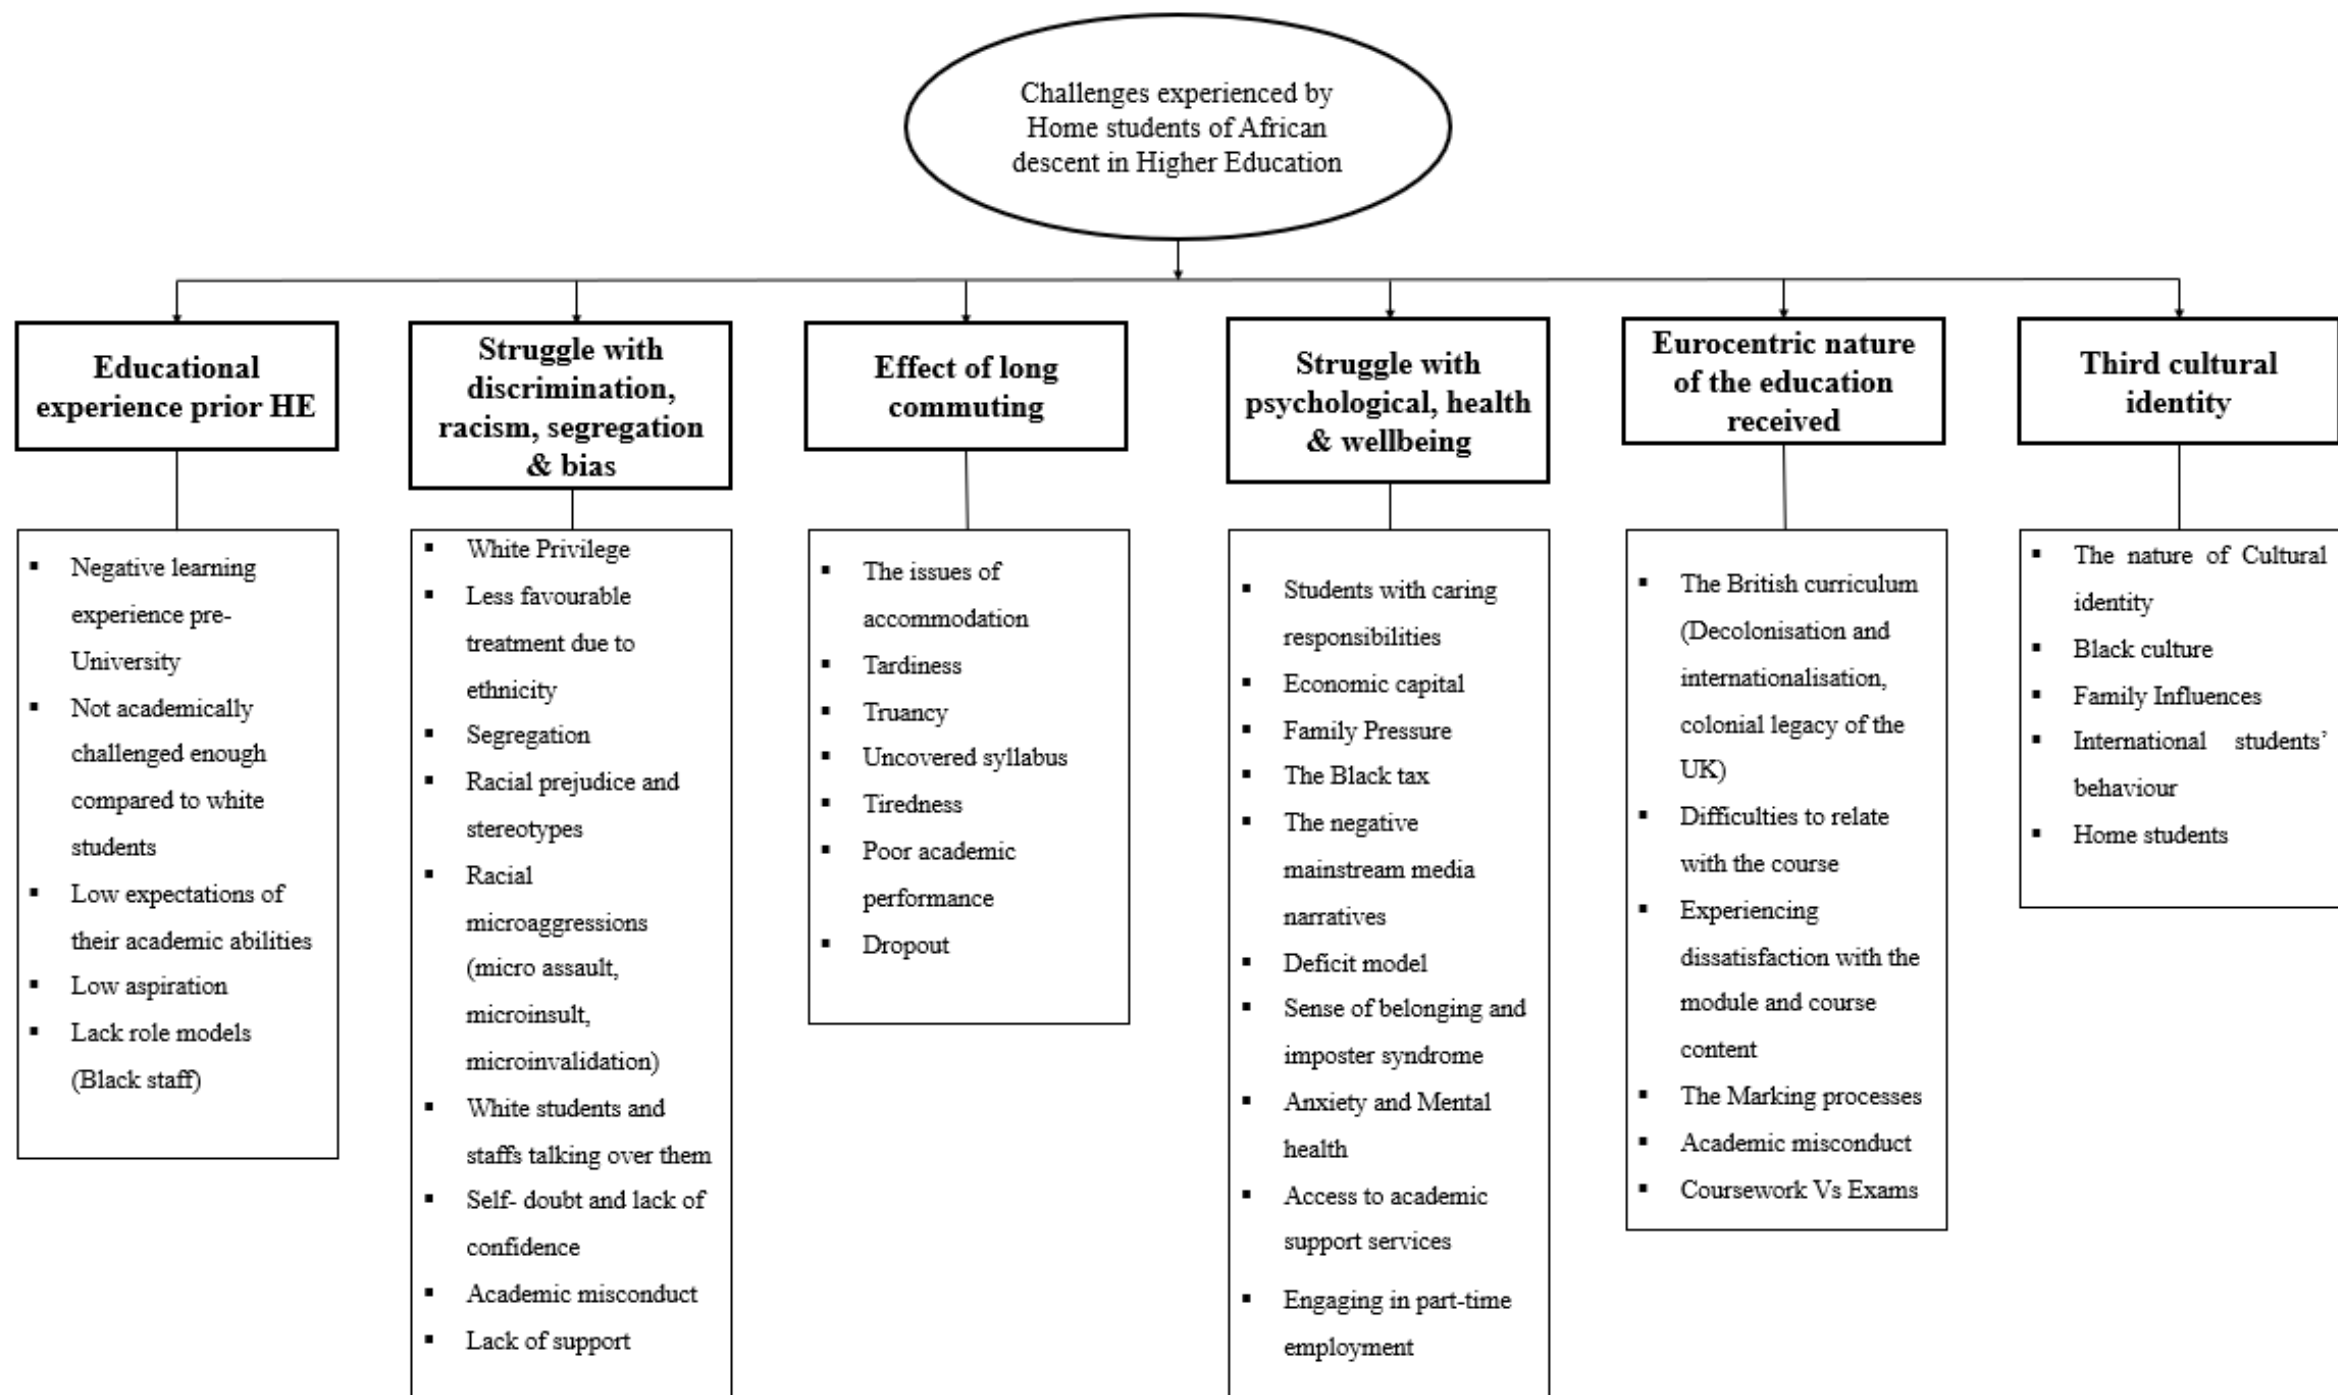 Challenges experienced by
Home students of African
descent in Higher Education
Educational
experience prior HE
Negative learning
experience pre-
University
Not academically
challenged enough
compared to white
students
Low expectations of
their academic abilities
Low aspiration
Lack role models
(Black staff)
Struggle with
discrimination,
racism, segregation
& bias
White Privilege
Less favourable
treatment due to
ethnicity
Segregation
Racial prejudice and
stereotypes
Racial
microaggressions
(micro assault,
microinsult,
microinvalidation)
White students and
staffs talking over them
Self- doubt and lack of
confidence
Academic misconduct
Lack of support
Effect of long
commuting
The issues of
accommodation
Tardiness
Truancy
Uncovered syllabus
Tiredness
Poor academic
performance
Dropout
Struggle with
psychological, health
& wellbeing
Students with caring
responsibilities
Economic capital
Family Pressure
The Black tax
The negative
mainstream media
narratives
Deficit model
Sense of belonging and
imposter syndrome
Anxiety and Mental
health
Access to academic
support services
Engaging in part-time
employment
Eurocentric nature
of the education
received
The British curriculum
(Decolonisation and
internationalisation,
colonial legacy of the
UK)
Difficulties to relate
with the course
Experiencing
dissatisfaction with the
module and course
content
The Marking processes
Academic misconduct
Coursework Vs Exams
Third cultural
identity
The nature of Cultural
identity
Black culture
Family Influences
International students’
behaviour
Home students